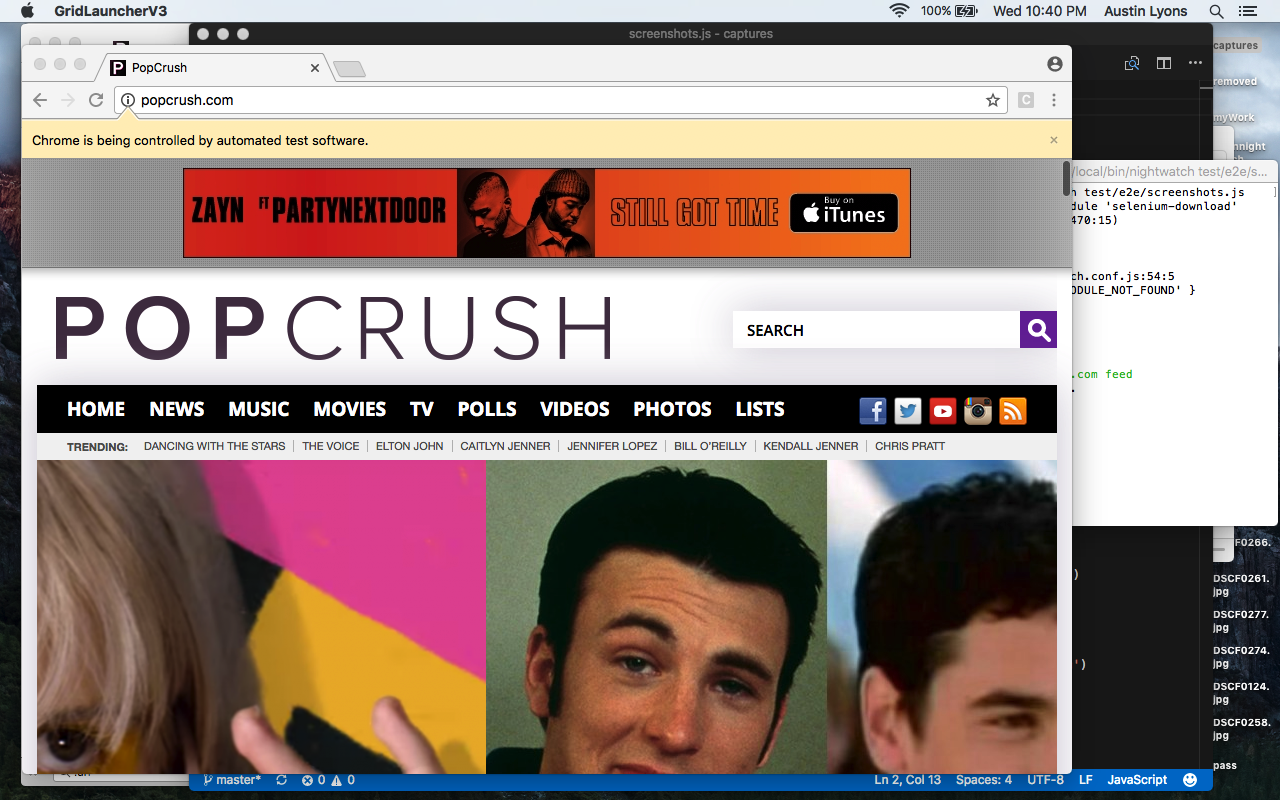 GridLauncherV3
100% Wed 10:40 PM Austin Lyons
screenshots.js - captures
PopCrush
popcrush.com
Chrome is being controlled by automated test software.
ZAYN FT PARTYNEXTDOOR STILL GOT TIME Buy on iTunes
POPCRUSH
SEARCH
HOME NEWS MUSIC MOVIES TV POLLS VIDEOS PHOTOS LISTS
TRENDING: DANCING WITH THE STARS THE VOICE ELTON JOHN CAITLYN JENNER JENNIFER LOPEZ BILL O'REILLY KENDALL JENNER CHRIS PRATT
captures
removed
myWork
/local/bin/nightwatch test/e2e/s...
n test/e2e/screenshots.js ]
dule 'selenium-download'
470:15)
ch.conf.js:54:5
ODULE_NOT_FOUND' }
.com feed
.
)
')
F0266.
DSCF0261.
jpg
DSCF0277.
jpg
DSCF0274.
jpg
DSCF0124.
jpg
DSCF0258.
jpg
pass
master* 0 0 Ln 2, Col 13 Spaces: 4 UTF-8 LF JavaScript